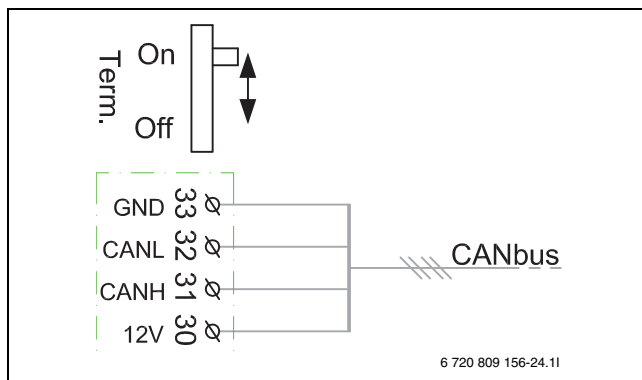 On
Term.
Off
GND 33
CANL 32
CANH 31
12V 30
CANbus
6 720 809 156-24.1I